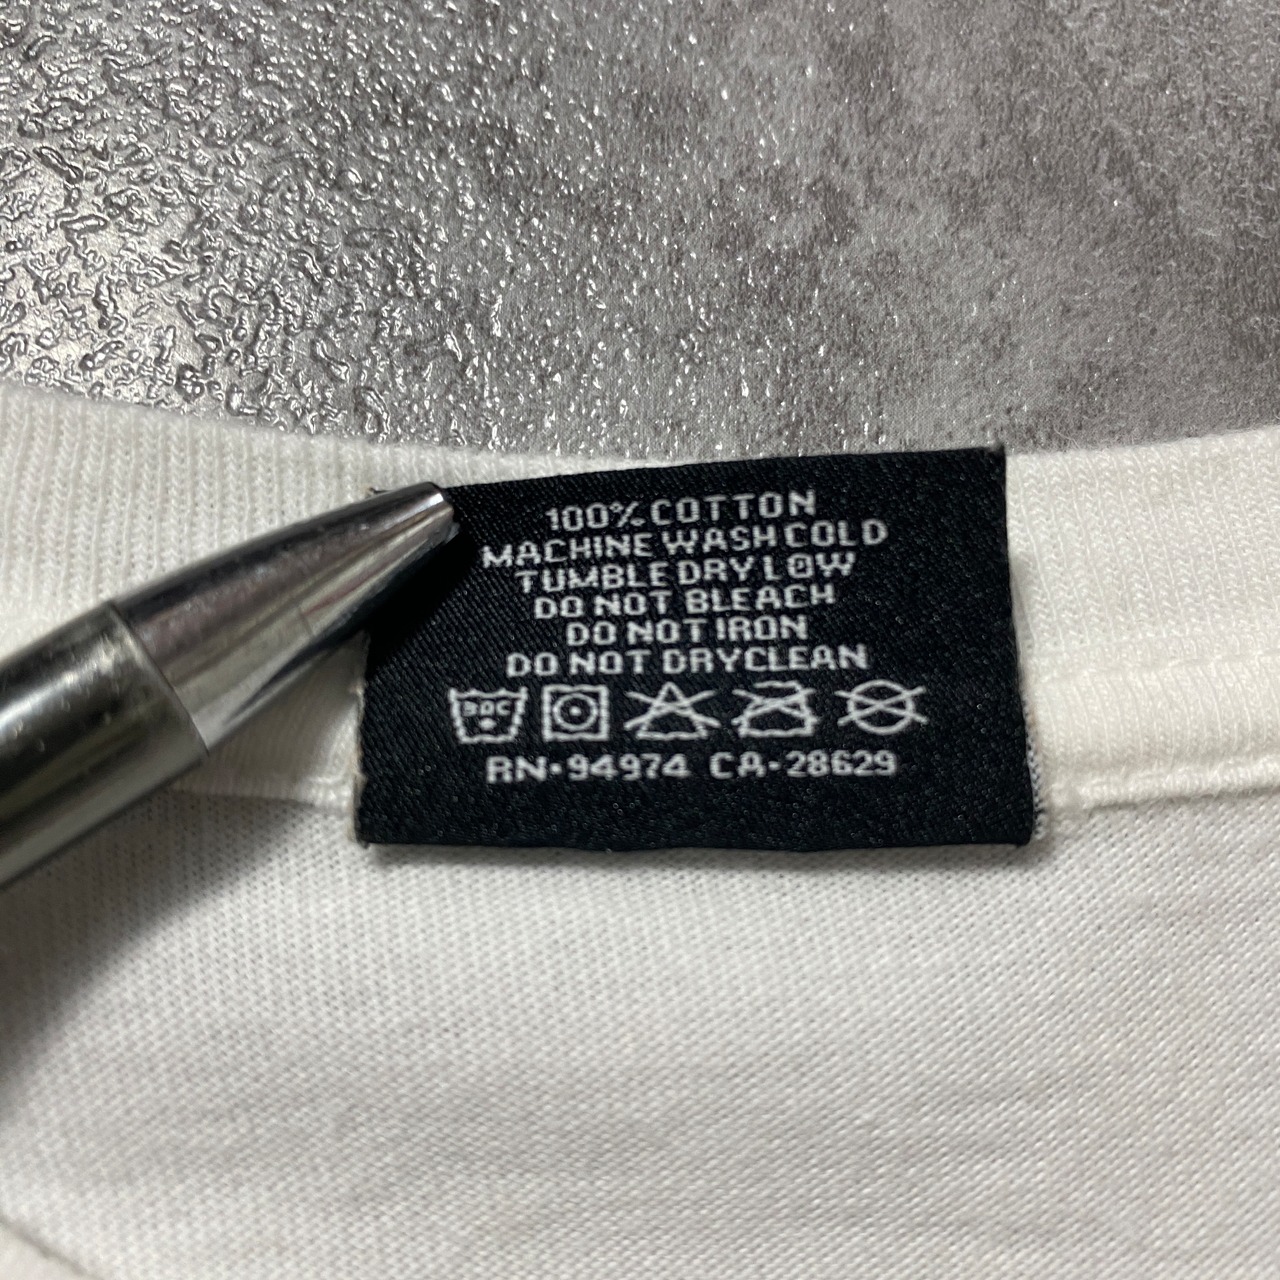 100% COTTON
MACHINE WASH COLD
TUMBLE DRY LOW
DO NOT BLEACH
DO NOT IRON
DO NOT DRYCLEAN
30C
RN•94974 CA•28629